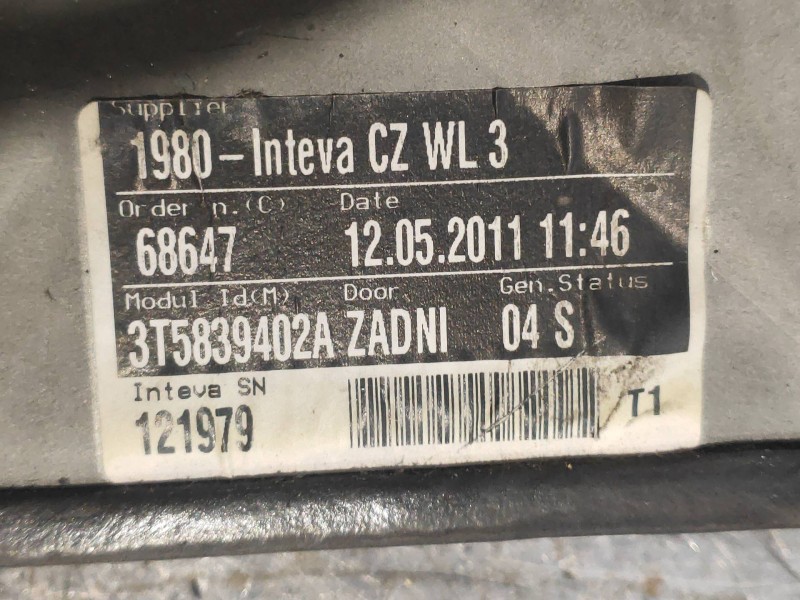 Supplier
1980-Inteva CZ WL 3
Order n.(C) Date
68647 12.05.2011 11:46
Modul Id(M) Door Gen.Status
3T5839402A ZADNI 04 S
Inteva SN
121979 T1